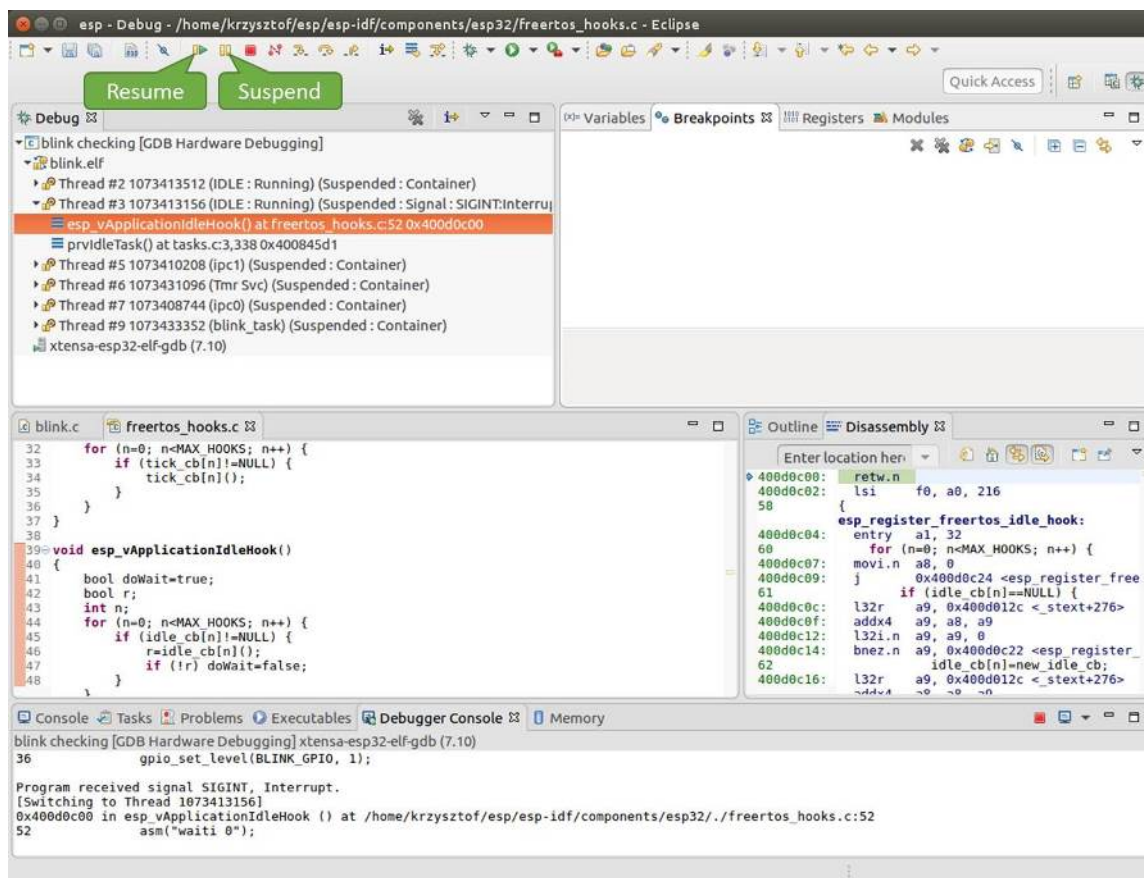 esp - Debug - /home/krzysztof/esp/esp-idf/components/esp32/freertos_hooks.c - Eclipse
Resume
Suspend
Quick Access
Debug
blink checking [GDB Hardware Debugging]
blink.elf
Thread #2 1073413512 (IDLE : Running) (Suspended : Container)
Thread #3 1073413156 (IDLE : Running) (Suspended : Signal : SIGINT:Interrup
esp_vApplicationIdleHook() at freertos_hooks.c:52 0x400d0c00
prvIdleTask() at tasks.c:3,338 0x400845d1
Thread #5 1073410208 (ipc1) (Suspended : Container)
Thread #6 1073431096 (Tmr Svc) (Suspended : Container)
Thread #7 1073408744 (ipc0) (Suspended : Container)
Thread #9 1073433352 (blink_task) (Suspended : Container)
xtensa-esp32-elf-gdb (7.10)
(x)= Variables Breakpoints Registers Modules
blink.c freertos_hooks.c
32 for (n=0; n<MAX_HOOKS; n++) {
33 if (tick_cb[n]!=NULL) {
34 tick_cb[n]();
35 }
36 }
37 }
38
39 void esp_vApplicationIdleHook()
40 {
41 bool doWait=true;
42 bool r;
43 int n;
44 for (n=0; n<MAX_HOOKS; n++) {
45 if (idle_cb[n]!=NULL) {
46 r=idle_cb[n]();
47 if (!r) doWait=false;
48 }
}
Outline Disassembly
Enter location her
400d0c00: retw.n
400d0c02: lsi f0, a0, 216
58 {
esp_register_freertos_idle_hook:
400d0c04: entry a1, 32
60 for (n=0; n<MAX_HOOKS; n++) {
400d0c07: movi.n a8, 0
400d0c09: j 0x400d0c24 <esp_register_free
61 if (idle_cb[n]==NULL) {
400d0c0c: l32r a9, 0x400d012c <_stext+276>
400d0c0f: addx4 a9, a8, a9
400d0c12: l32i.n a9, a9, 0
400d0c14: bnez.n a9, 0x400d0c22 <esp_register_
62 idle_cb[n]=new_idle_cb;
400d0c16: l32r a9, 0x400d012c <_stext+276>
addx4 a8, a8, a9
Console Tasks Problems Executables Debugger Console Memory
blink checking [GDB Hardware Debugging] xtensa-esp32-elf-gdb (7.10)
36 gpio_set_level(BLINK_GPIO, 1);
Program received signal SIGINT, Interrupt.
[Switching to Thread 1073413156]
0x400d0c00 in esp_vApplicationIdleHook () at /home/krzysztof/esp/esp-idf/components/esp32/./freertos_hooks.c:52
52 asm("waiti 0");